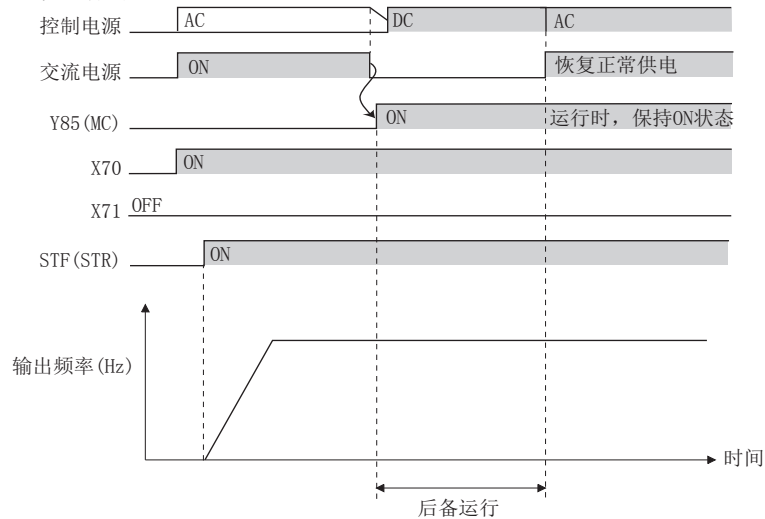 控制电源 AC DC AC
交流电源 ON 恢复正常供电
Y85(MC) ON 运行时，保持ON状态
X70 ON
X71 OFF
STF(STR) ON
输出频率(Hz)
时间
后备运行